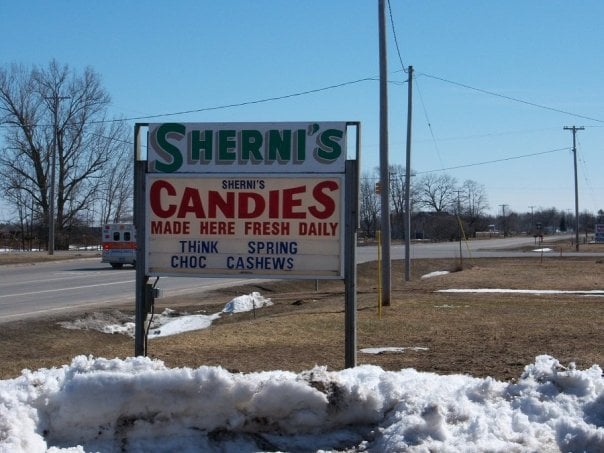 SHERNI'S
SHERNI'S
CANDIES
MADE HERE FRESH DAILY
THINK SPRING
CHOC CASHEWS